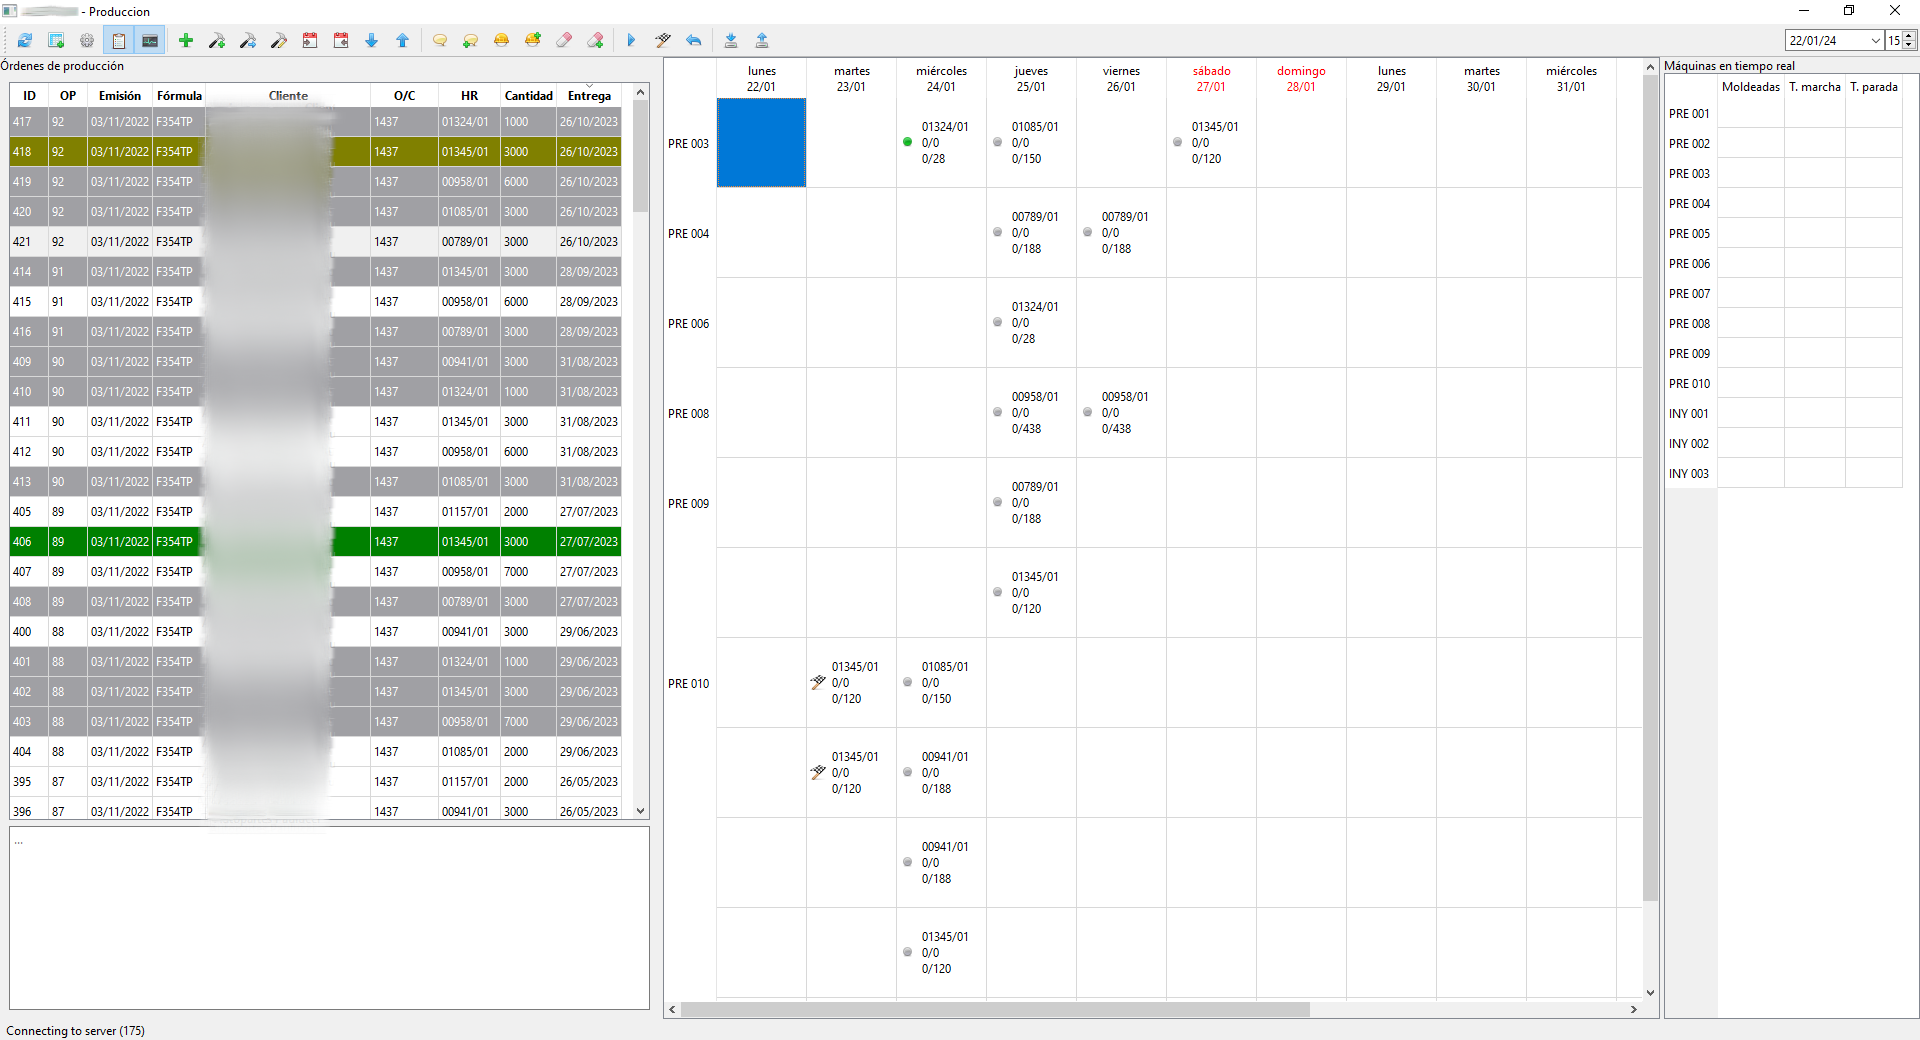 - Produccion
22/01/24 15
Órdenes de producción
ID OP Emisión Fórmula Cliente O/C HR Cantidad Entrega
417 92 03/11/2022 F354TP 1437 01324/01 1000 26/10/2023
418 92 03/11/2022 F354TP 1437 01345/01 3000 26/10/2023
419 92 03/11/2022 F354TP 1437 00958/01 6000 26/10/2023
420 92 03/11/2022 F354TP 1437 01085/01 3000 26/10/2023
421 92 03/11/2022 F354TP 1437 00789/01 3000 26/10/2023
414 91 03/11/2022 F354TP 1437 01345/01 3000 28/09/2023
415 91 03/11/2022 F354TP 1437 00958/01 6000 28/09/2023
416 91 03/11/2022 F354TP 1437 00789/01 3000 28/09/2023
409 90 03/11/2022 F354TP 1437 00941/01 3000 31/08/2023
410 90 03/11/2022 F354TP 1437 01324/01 1000 31/08/2023
411 90 03/11/2022 F354TP 1437 01345/01 3000 31/08/2023
412 90 03/11/2022 F354TP 1437 00958/01 6000 31/08/2023
413 90 03/11/2022 F354TP 1437 01085/01 3000 31/08/2023
405 89 03/11/2022 F354TP 1437 01157/01 2000 27/07/2023
406 89 03/11/2022 F354TP 1437 01345/01 3000 27/07/2023
407 89 03/11/2022 F354TP 1437 00958/01 7000 27/07/2023
408 89 03/11/2022 F354TP 1437 00789/01 3000 27/07/2023
400 88 03/11/2022 F354TP 1437 00941/01 3000 29/06/2023
401 88 03/11/2022 F354TP 1437 01324/01 1000 29/06/2023
402 88 03/11/2022 F354TP 1437 01345/01 3000 29/06/2023
403 88 03/11/2022 F354TP 1437 00958/01 7000 29/06/2023
404 88 03/11/2022 F354TP 1437 01085/01 2000 29/06/2023
395 87 03/11/2022 F354TP 1437 01157/01 2000 26/05/2023
396 87 03/11/2022 F354TP 1437 00941/01 3000 26/05/2023
...
lunes martes miércoles jueves viernes sábado domingo lunes martes miércoles
22/01 23/01 24/01 25/01 26/01 27/01 28/01 29/01 30/01 31/01
01324/01 01085/01 01345/01
PRE 003 0/0 0/0 0/0
0/28 0/150 0/120
00789/01 00789/01
PRE 004 0/0 0/0
0/188 0/188
01324/01
PRE 006 0/0
0/28
00958/01 00958/01
PRE 008 0/0 0/0
0/438 0/438
00789/01
PRE 009 0/0
0/188
01345/01
0/0
0/120
01345/01 01085/01
PRE 010 0/0 0/0
0/120 0/150
01345/01 00941/01
0/0 0/0
0/120 0/188
00941/01
0/0
0/188
01345/01
0/0
0/120
Máquinas en tiempo real
Moldeadas T. marcha T. parada
PRE 001
PRE 002
PRE 003
PRE 004
PRE 005
PRE 006
PRE 007
PRE 008
PRE 009
PRE 010
INY 001
INY 002
INY 003
Connecting to server (175)